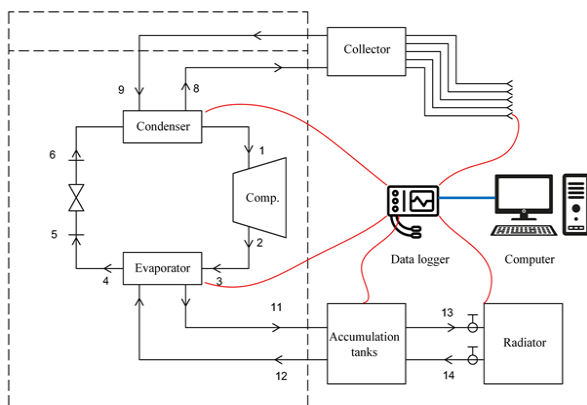 Collector
9
8
Condenser
6
1
Comp.
5
2
Evaporator
4
3
Data logger
Computer
11
13
Accumulation
tanks
Radiator
12
14